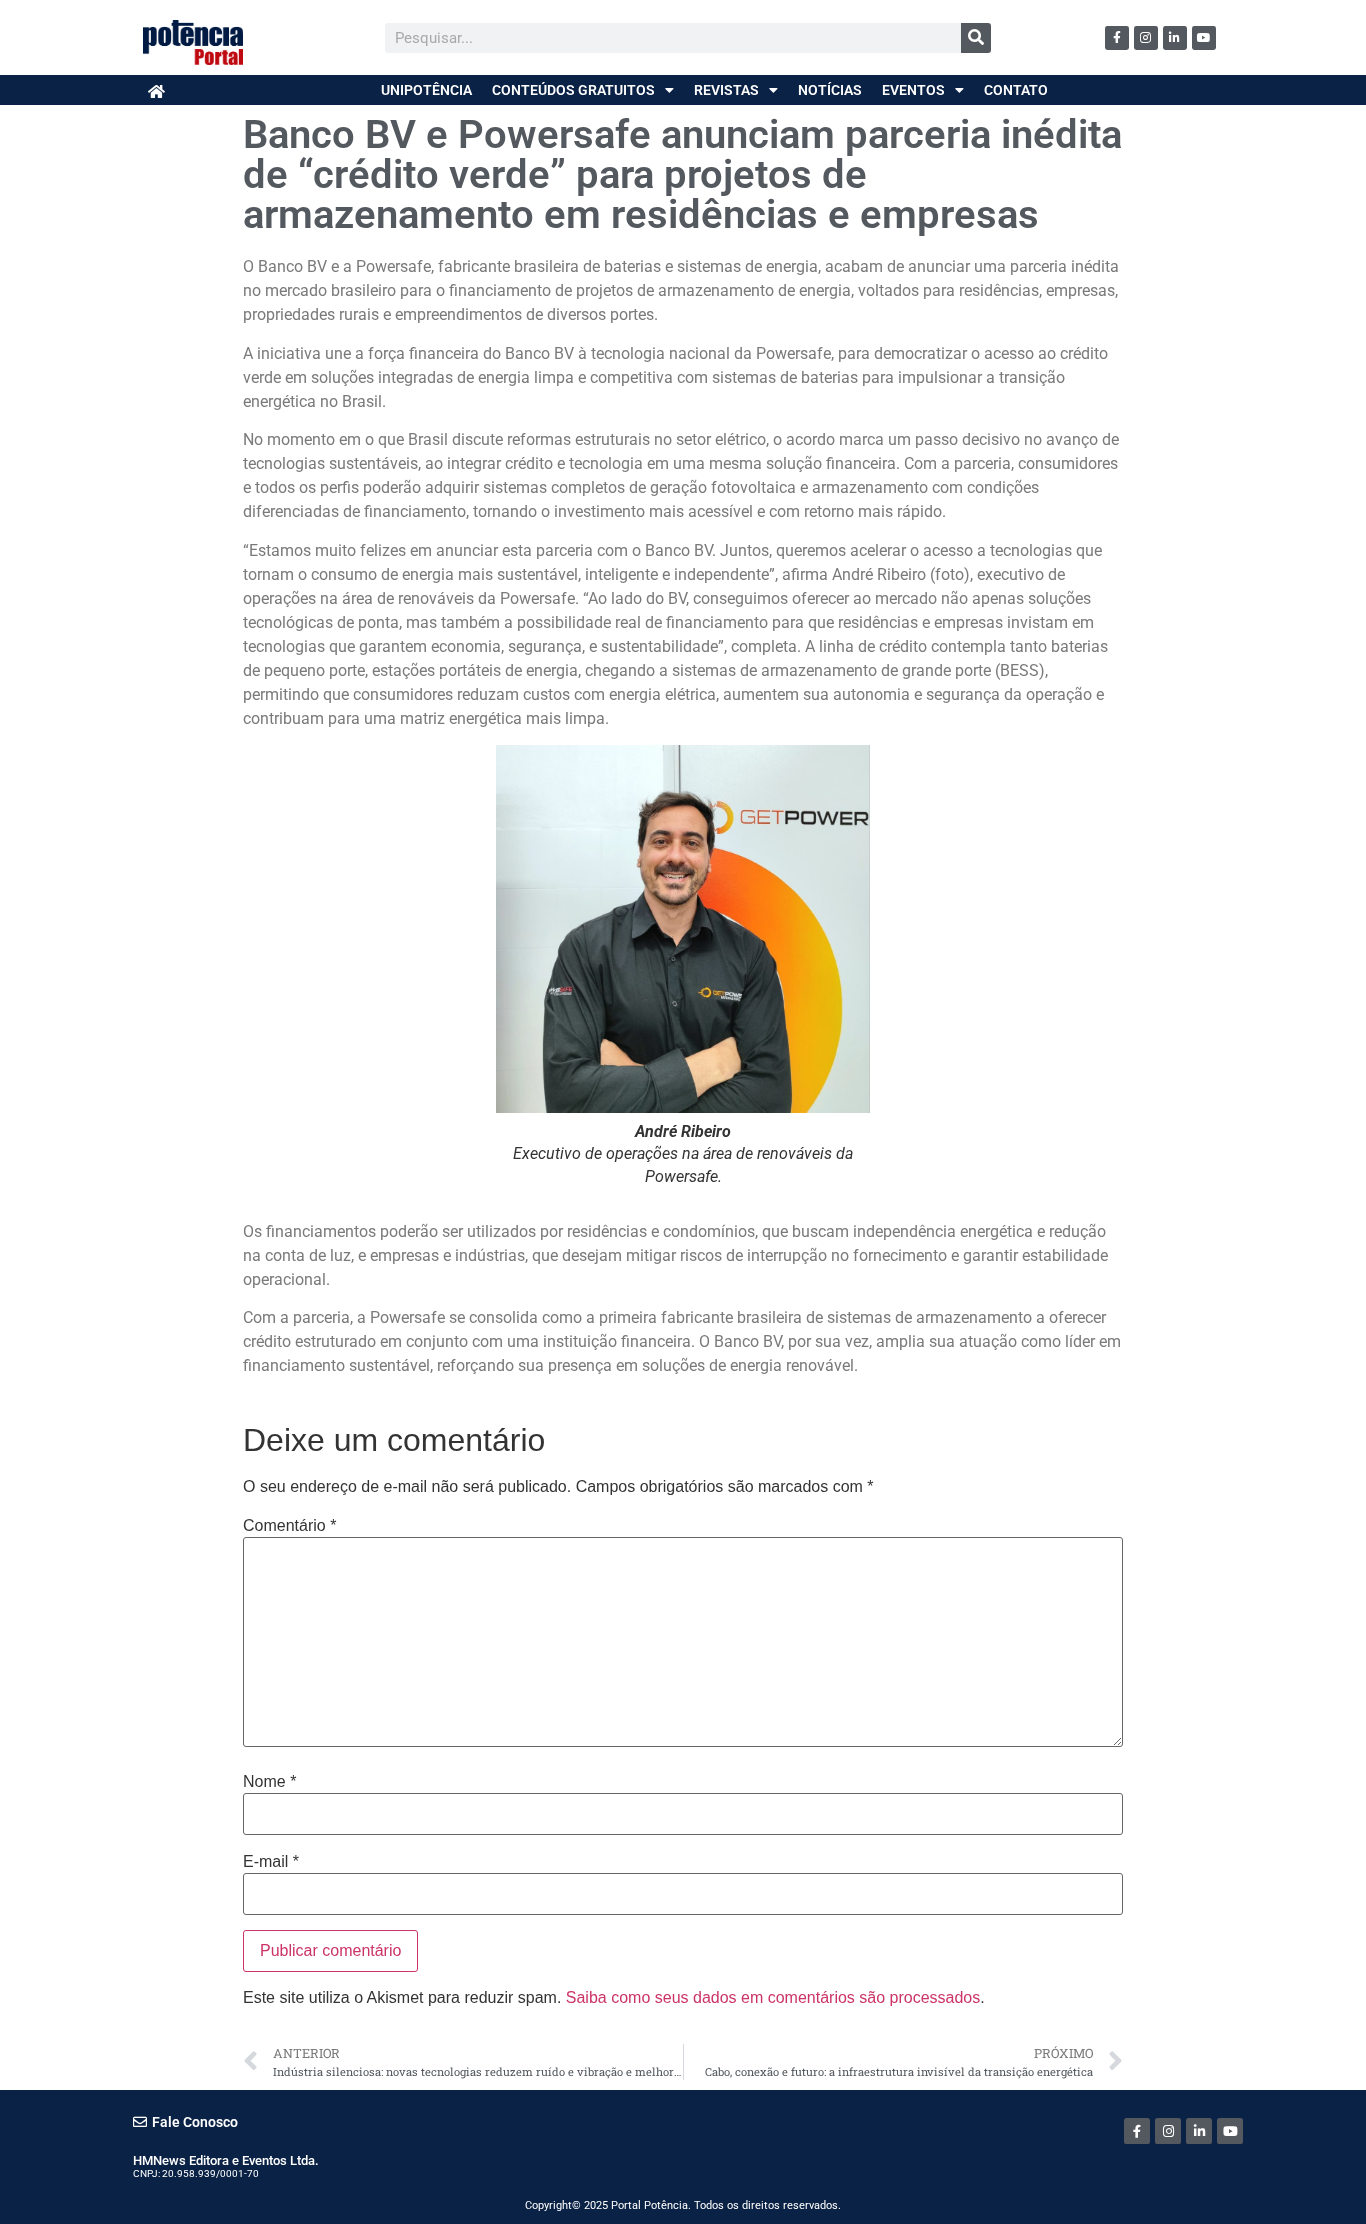 potência
Portal
Pesquisar...
UNIPOTÊNCIA CONTEÚDOS GRATUITOS REVISTAS NOTÍCIAS EVENTOS CONTATO
Banco BV e Powersafe anunciam parceria inédita
de “crédito verde” para projetos de
armazenamento em residências e empresas
O Banco BV e a Powersafe, fabricante brasileira de baterias e sistemas de energia, acabam de anunciar uma parceria inédita
no mercado brasileiro para o financiamento de projetos de armazenamento de energia, voltados para residências, empresas,
propriedades rurais e empreendimentos de diversos portes.
A iniciativa une a força financeira do Banco BV à tecnologia nacional da Powersafe, para democratizar o acesso ao crédito
verde em soluções integradas de energia limpa e competitiva com sistemas de baterias para impulsionar a transição
energética no Brasil.
No momento em o que Brasil discute reformas estruturais no setor elétrico, o acordo marca um passo decisivo no avanço de
tecnologias sustentáveis, ao integrar crédito e tecnologia em uma mesma solução financeira. Com a parceria, consumidores
e todos os perfis poderão adquirir sistemas completos de geração fotovoltaica e armazenamento com condições
diferenciadas de financiamento, tornando o investimento mais acessível e com retorno mais rápido.
“Estamos muito felizes em anunciar esta parceria com o Banco BV. Juntos, queremos acelerar o acesso a tecnologias que
tornam o consumo de energia mais sustentável, inteligente e independente”, afirma André Ribeiro (foto), executivo de
operações na área de renováveis da Powersafe. “Ao lado do BV, conseguimos oferecer ao mercado não apenas soluções
tecnológicas de ponta, mas também a possibilidade real de financiamento para que residências e empresas invistam em
tecnologias que garantem economia, segurança, e sustentabilidade”, completa. A linha de crédito contempla tanto baterias
de pequeno porte, estações portáteis de energia, chegando a sistemas de armazenamento de grande porte (BESS),
permitindo que consumidores reduzam custos com energia elétrica, aumentem sua autonomia e segurança da operação e
contribuam para uma matriz energética mais limpa.
GETPOWER
GETPOWER
André Ribeiro
Executivo de operações na área de renováveis da
Powersafe.
Os financiamentos poderão ser utilizados por residências e condomínios, que buscam independência energética e redução
na conta de luz, e empresas e indústrias, que desejam mitigar riscos de interrupção no fornecimento e garantir estabilidade
operacional.
Com a parceria, a Powersafe se consolida como a primeira fabricante brasileira de sistemas de armazenamento a oferecer
crédito estruturado em conjunto com uma instituição financeira. O Banco BV, por sua vez, amplia sua atuação como líder em
financiamento sustentável, reforçando sua presença em soluções de energia renovável.
Deixe um comentário
O seu endereço de e-mail não será publicado. Campos obrigatórios são marcados com *
Comentário *
Nome *
E-mail *
Publicar comentário
Este site utiliza o Akismet para reduzir spam. Saiba como seus dados em comentários são processados.
ANTERIOR
Indústria silenciosa: novas tecnologias reduzem ruído e vibração e melhor...
PRÓXIMO
Cabo, conexão e futuro: a infraestrutura invisível da transição energética
Fale Conosco
HMNews Editora e Eventos Ltda.
CNPJ: 20.958.939/0001-70
Copyright© 2025 Portal Potência. Todos os direitos reservados.